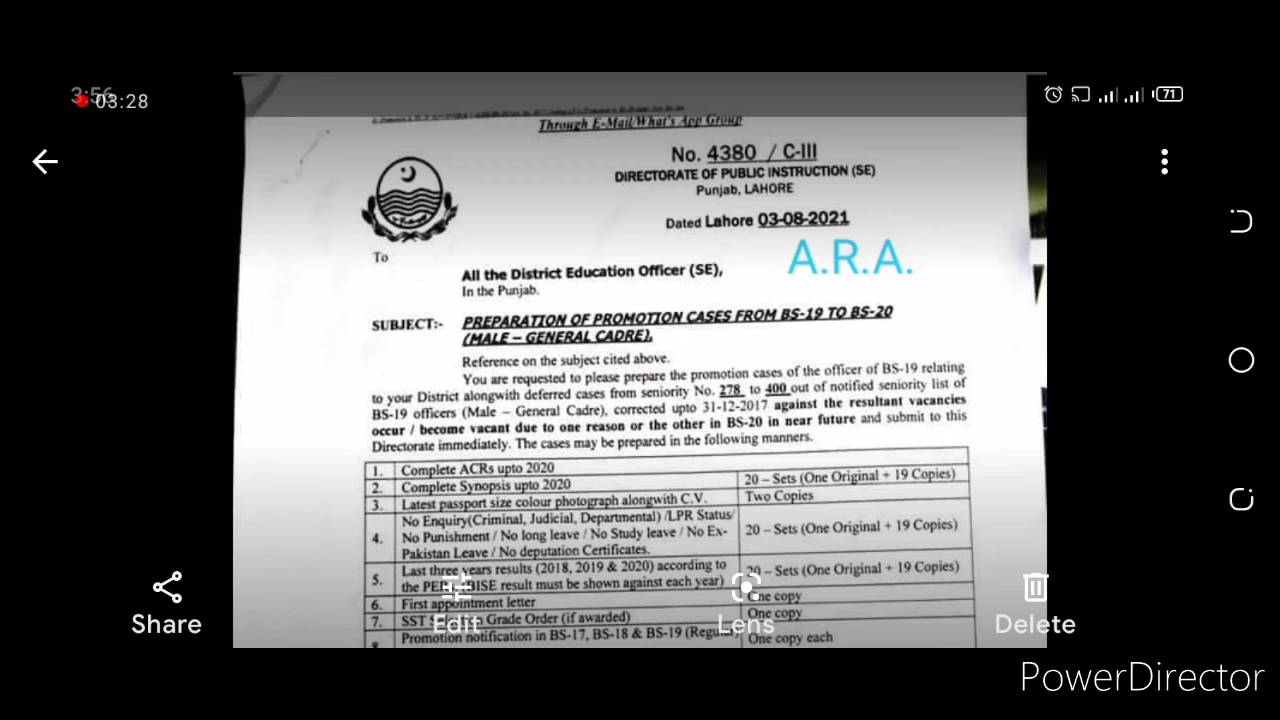 3:56
03:28
71
Through E-Mail/What's App Group
No. 4380 / C-III
DIRECTORATE OF PUBLIC INSTRUCTION (SE)
Punjab, LAHORE
Dated Lahore 03-08-2021
A.R.A.
To
All the District Education Officer (SE),
In the Punjab.
SUBJECT:- PREPARATION OF PROMOTION CASES FROM BS-19 TO BS-20
(MALE – GENERAL CADRE).
Reference on the subject cited above.
You are requested to please prepare the promotion cases of the officer of BS-19 relating
to your District alongwith deferred cases from seniority No. 278 to 400 out of notified seniority list of
BS-19 officers (Male – General Cadre), corrected upto 31-12-2017 against the resultant vacancies
occur / become vacant due to one reason or the other in BS-20 in near future and submit to this
Directorate immediately. The cases may be prepared in the following manners.
1. Complete ACRs upto 2020
2. Complete Synopsis upto 2020 20 – Sets (One Original + 19 Copies)
3. Latest passport size colour photograph alongwith C.V. Two Copies
4. No Enquiry(Criminal, Judicial, Departmental) /LPR Status/
No Punishment / No long leave / No Study leave / No Ex-
Pakistan Leave / No deputation Certificates. 20 – Sets (One Original + 19 Copies)
5. Last three years results (2018, 2019 & 2020) according to
the BISE result must be shown against each year) 20 – Sets (One Original + 19 Copies)
6. First appointment letter One copy
7. SST Grade Order (if awarded) One copy
8. Promotion notification in BS-17, BS-18 & BS-19 One copy each
Share
Edit
Lens
Delete
PowerDirector